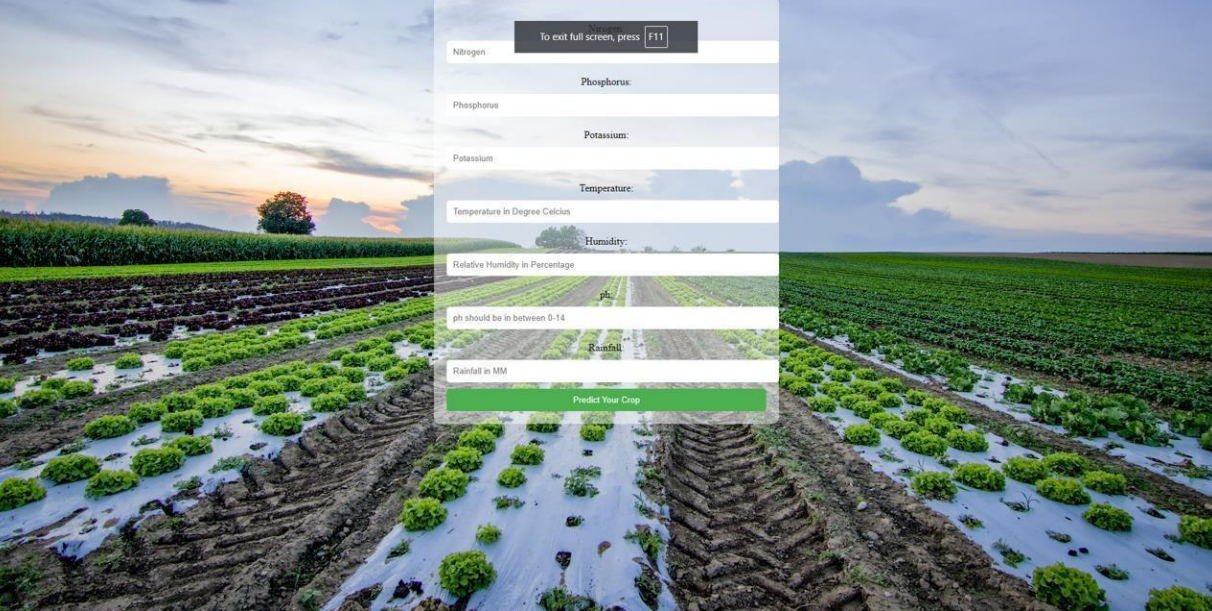 Nitrogen:
To exit full screen, press F11
Nitrogen
Phosphorus:
Phosphorus
Potassium:
Potassium
Temperature:
Temperature in Degree Celcius
Humidity:
Relative Humidity in Percentage
ph:
ph should be in between 0-14
Rainfall:
Rainfall in MM
Predict Your Crop